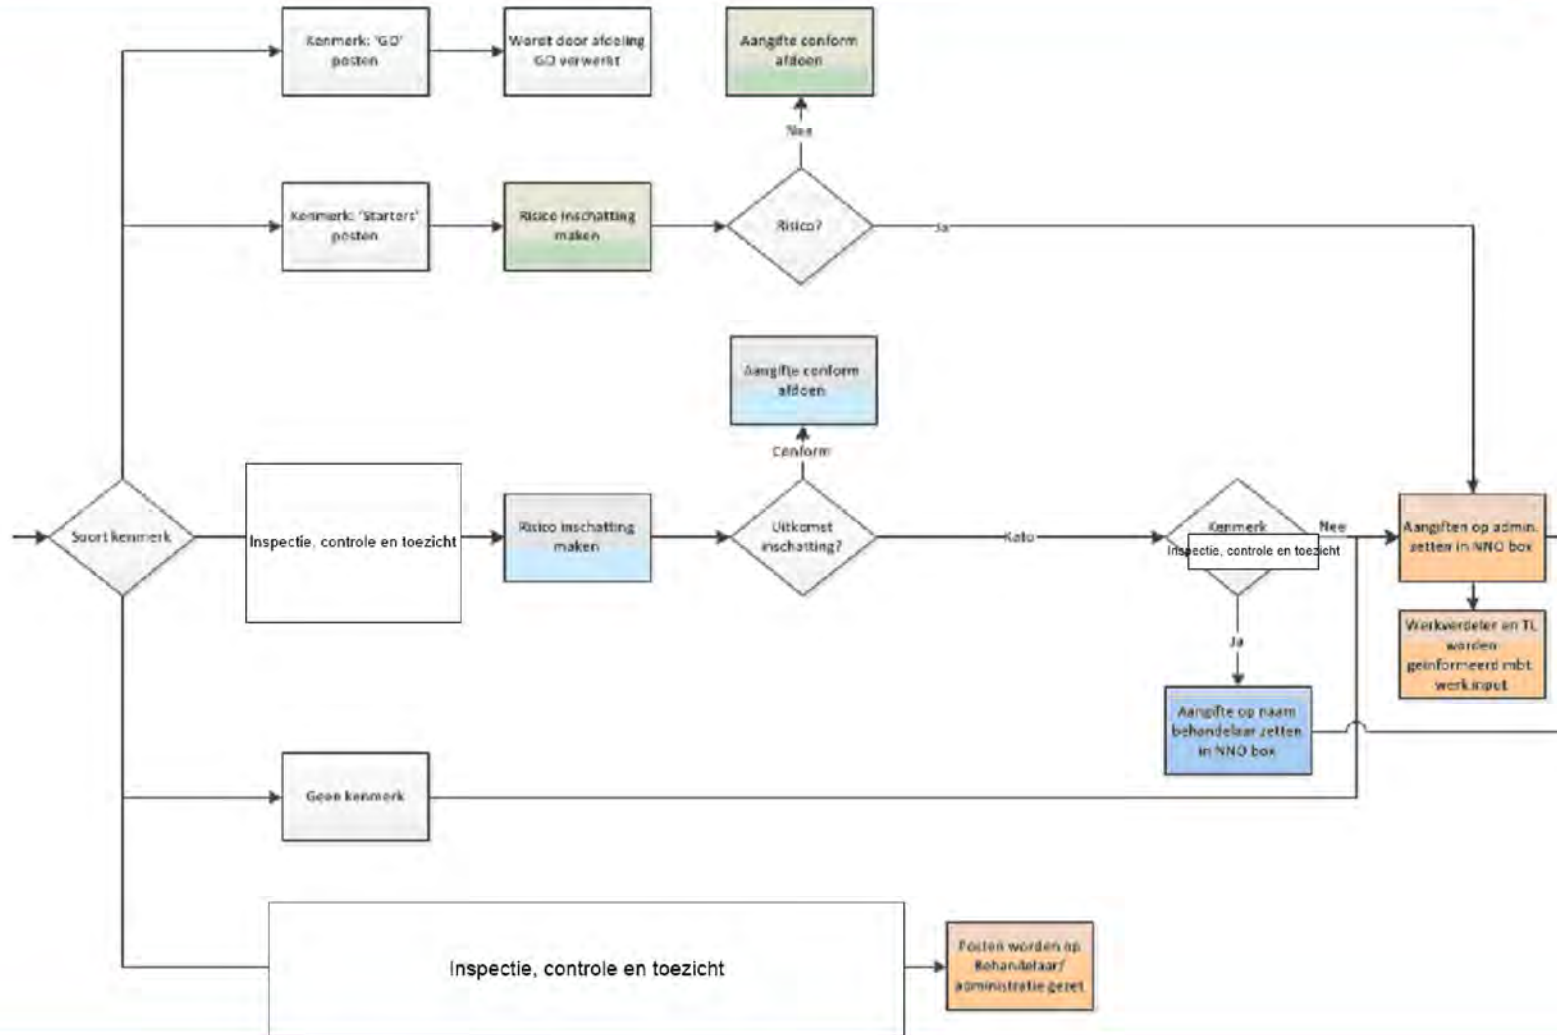 Kenmerk: 'GO'
posten
Wordt door afdeling
GO verwerkt
Aangifte conform
afdoen
Nee
Kenmerk: 'Starters'
posten
Risico inschatting
maken
Risico?
Ja
Aangifte conform
afdoen
Conform
Soort kenmerk
Inspectie, controle en toezicht
Risico inschatting
maken
Uitkomst
inschatting?
Kato
Kenmerk
Inspectie, controle en toezicht
Nee
Aangiften op admin.
zetten in NNO box
Ja
Werkverdeler en TL
worden
geinformeerd mbt.
werk input
Aangifte op naam
behandelaar zetten
in NNO box
Geen kenmerk
Inspectie, controle en toezicht
Posten worden op
Behandelaar/
administratie gezet